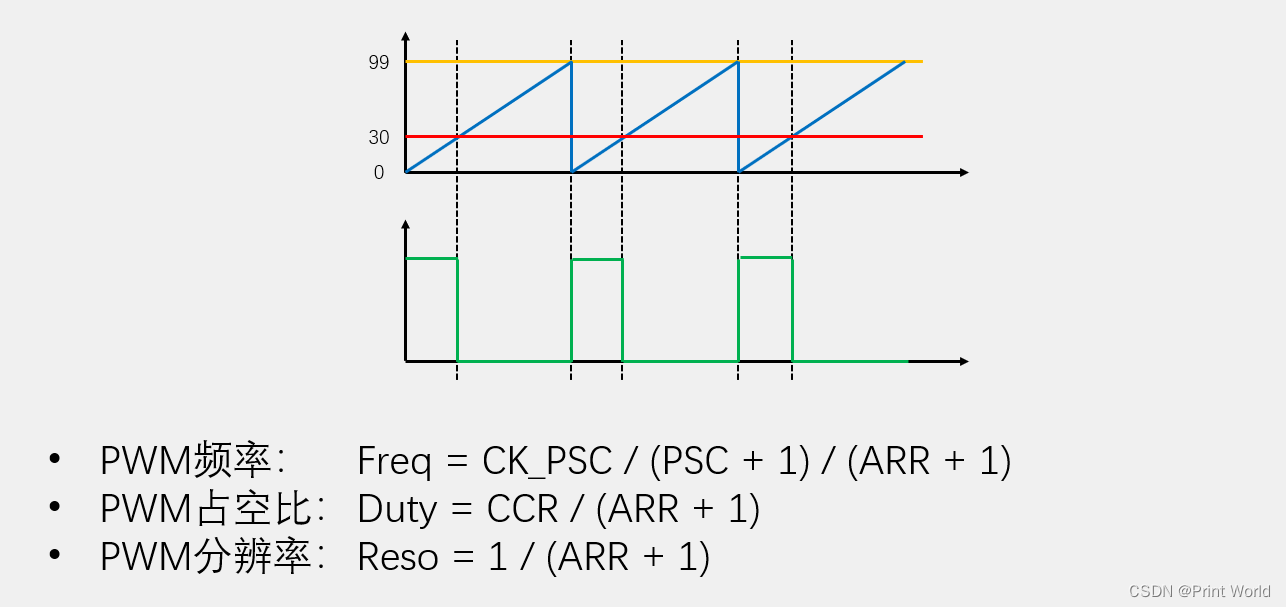 99
30
0
• PWM频率： Freq = CK_PSC / (PSC + 1) / (ARR + 1)
• PWM占空比： Duty = CCR / (ARR + 1)
• PWM分辨率： Reso = 1 / (ARR + 1)
CSDN @Print World